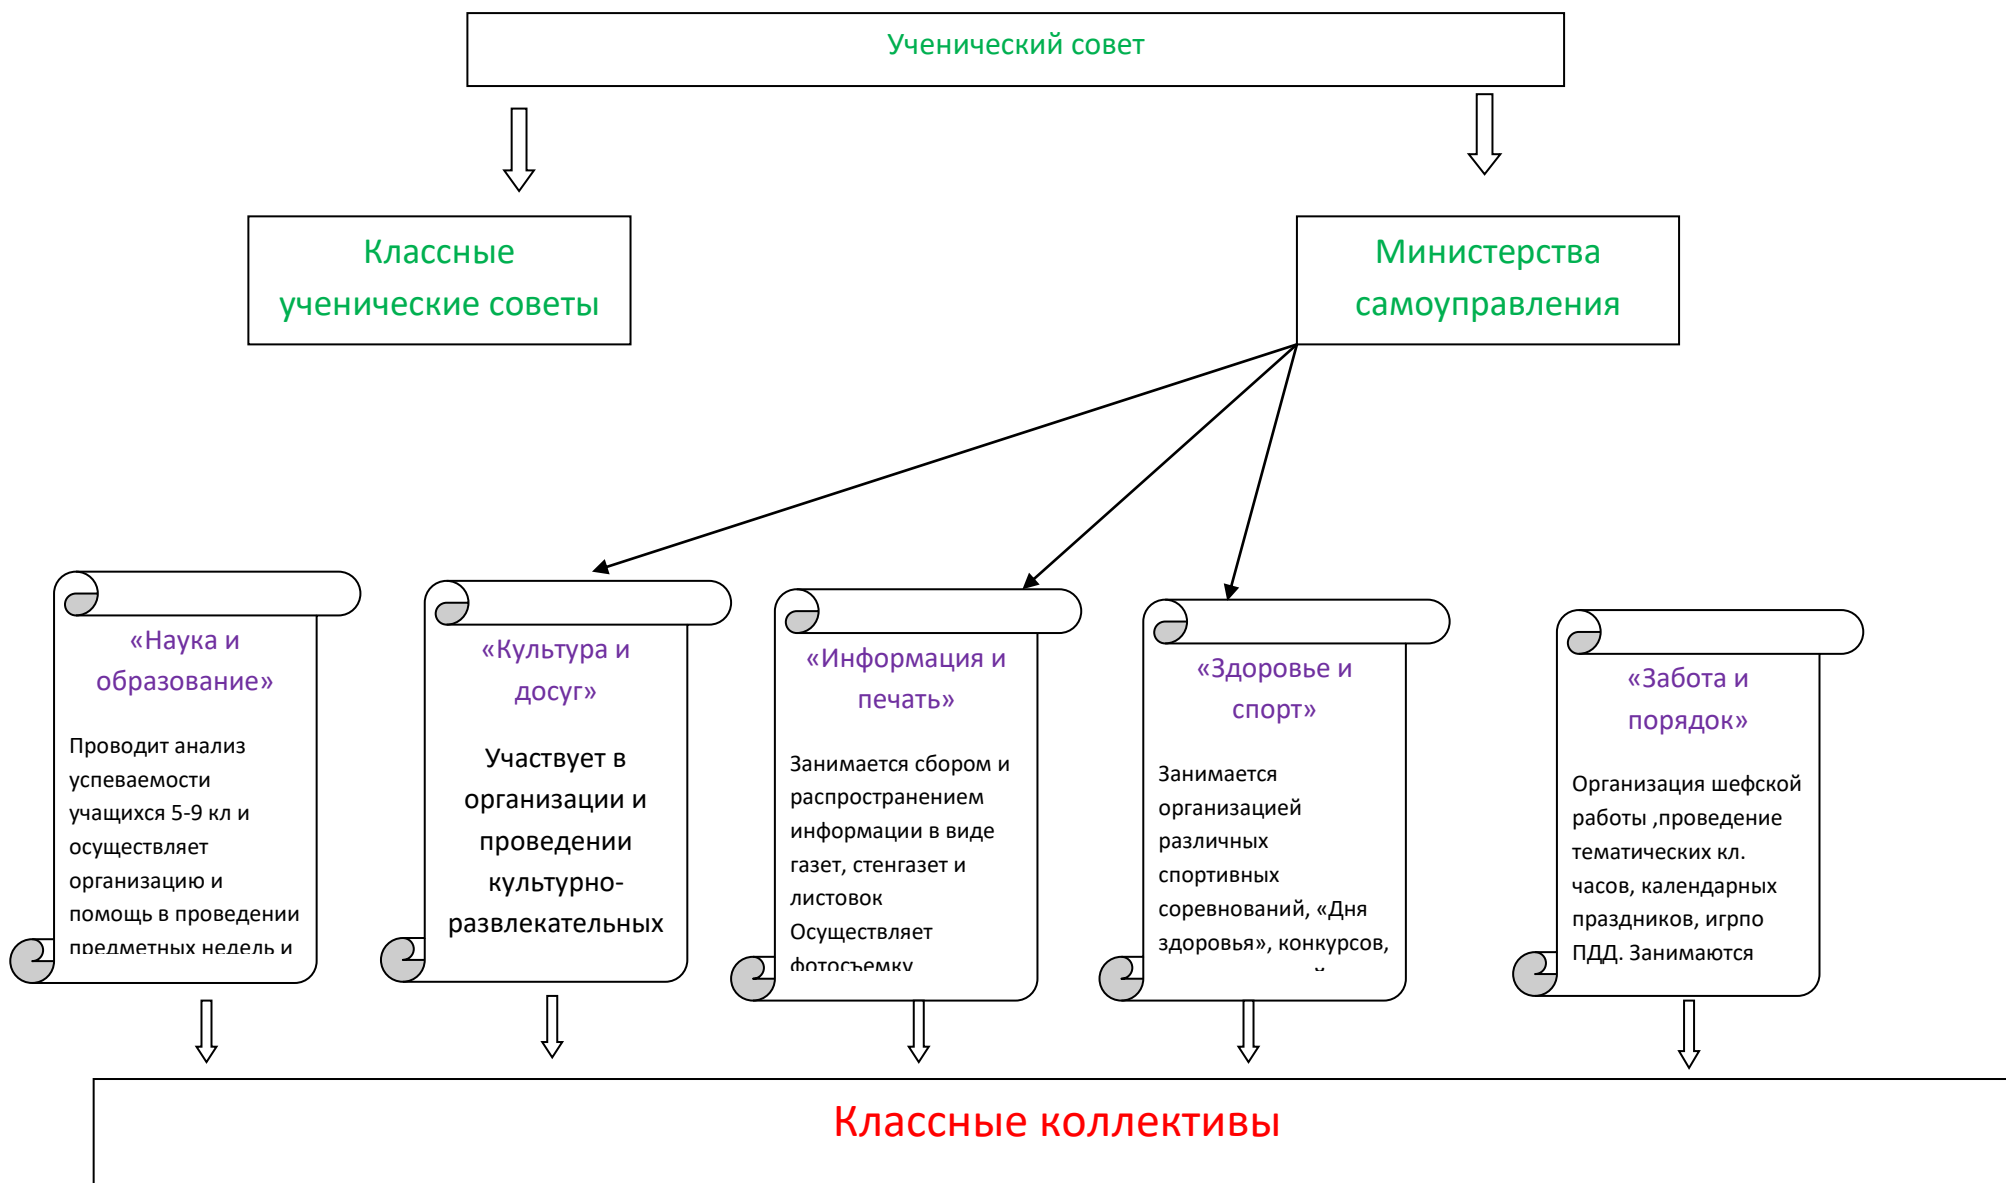 Ученический совет
Классные
ученические советы
Министерства
самоуправления
«Наука и
образование»
Проводит анализ
успеваемости
учащихся 5-9 кл и
осуществляет
организацию и
помощь в проведении
предметных недель и
«Культура и
досуг»
Участвует в
организации и
проведении
культурно-
развлекательных
«Информация и
печать»
Занимается сбором и
распространением
информации в виде
газет, стенгазет и
листовок
Осуществляет
фотосъемку
«Здоровье и
спорт»
Занимается
организацией
различных
спортивных
соревнований, «Дня
здоровья», конкурсов,
«Забота и
порядок»
Организация шефской
работы ,проведение
тематических кл.
часов, календарных
праздников, игрпо
ПДД. Занимаются
Классные коллективы